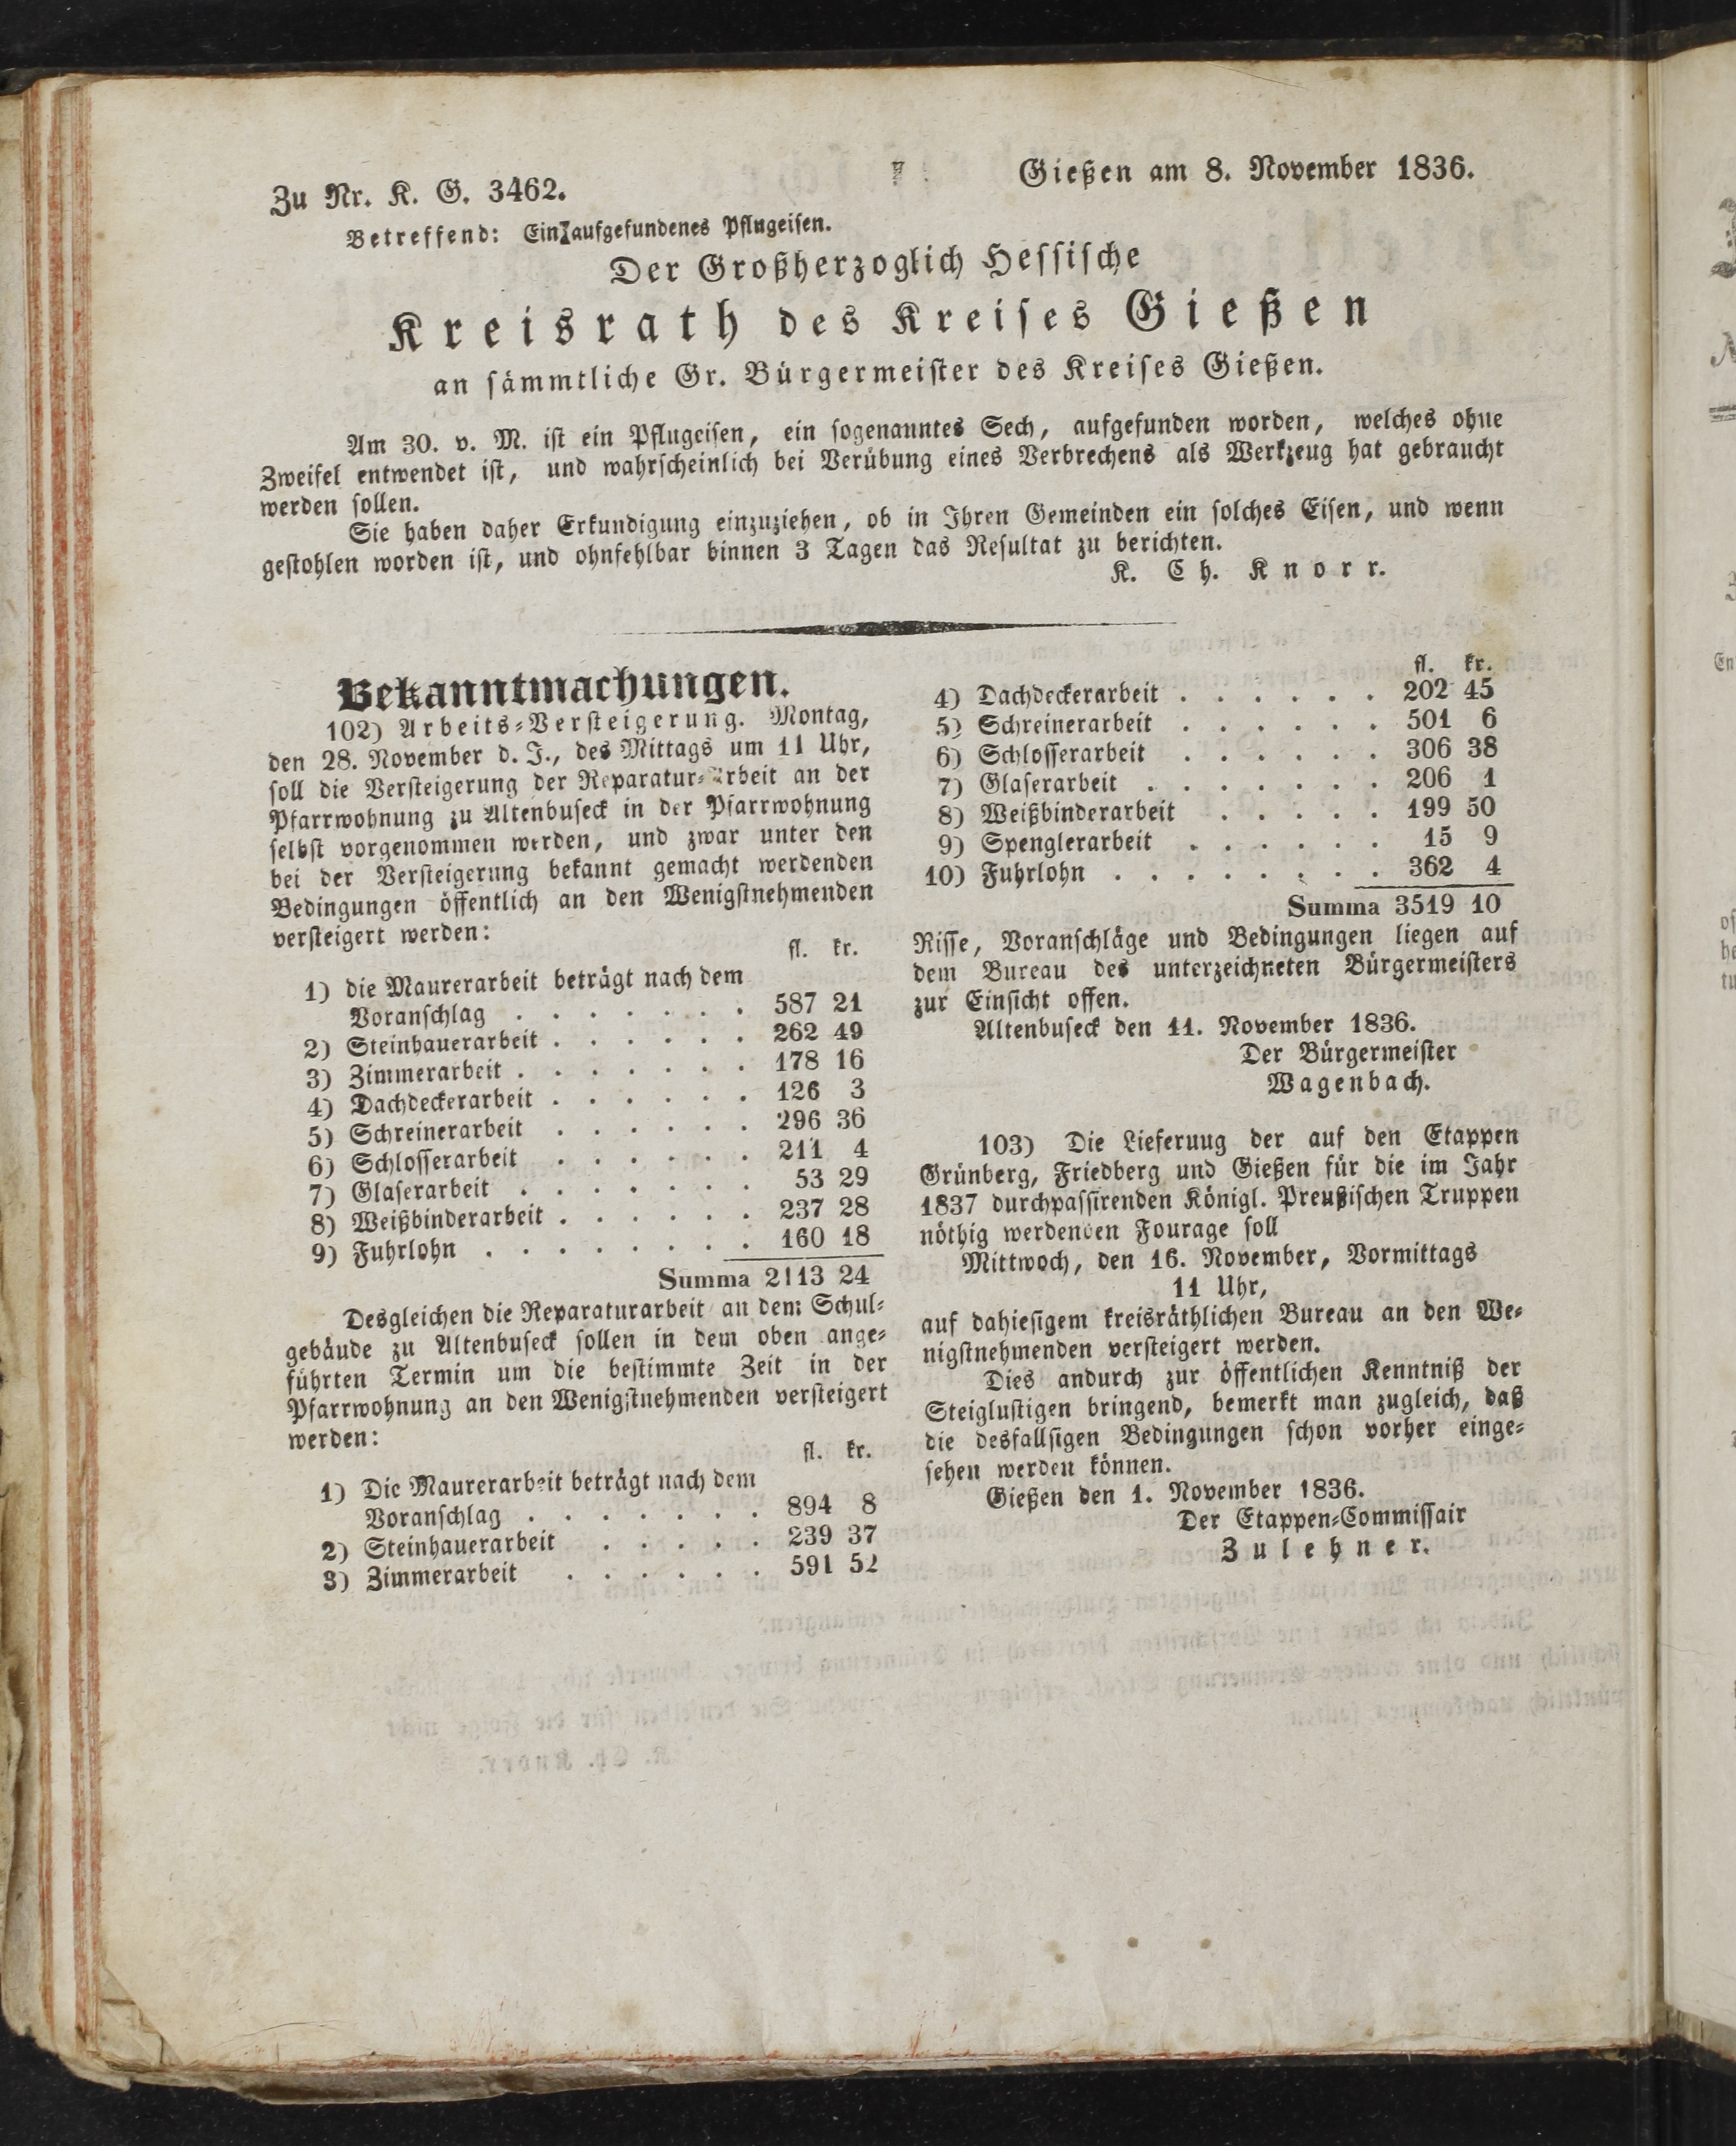 Zu Nr. K. G. 3462.
Gießen am 8. November 1836.
Betreffend: Ein aufgefundenes Pflugeisen.
Der Großherzoglich Hessische
Kreisrath des Kreises Gießen
an sämmtliche Gr. Bürgermeister des Kreises Gießen.
Am 30. v. M. ist ein Pflugeisen, ein sogenanntes Sech, aufgefunden worden, welches ohne
Zweifel entwendet ist, und wahrscheinlich bei Verübung eines Verbrechens als Werkzeug hat gebraucht
werden sollen.
Sie haben daher Erkundigung einzuziehen, ob in Ihren Gemeinden ein solches Eisen, und wenn
gestohlen worden ist, und ohnfehlbar binnen 3 Tagen das Resultat zu berichten.
K. Ch. Knorr.
Bekanntmachungen.
102) Arbeits-Versteigerung. Montag,
den 28. November d. J., des Mittags um 11 Uhr,
soll die Versteigerung der Reparatur-Arbeit an der
Pfarrwohnung zu Altenbuseck in der Pfarrwohnung
selbst vorgenommen werden, und zwar unter den
bei der Versteigerung bekannt gemacht werdenden
Bedingungen öffentlich an den Wenigstnehmenden
versteigert werden:
fl. kr.
1) die Maurerarbeit beträgt nach dem
Voranschlag . . . . . . . 587 21
2) Steinhauerarbeit . . . . . . 262 49
3) Zimmerarbeit . . . . . . . 178 16
4) Dachdeckerarbeit . . . . . . 126 3
5) Schreinerarbeit . . . . . . 296 36
6) Schlosserarbeit . . . . . . 211 4
7) Glaserarbeit . . . . . . . 53 29
8) Weißbinderarbeit . . . . . . 237 28
9) Fuhrlohn . . . . . . . . 160 18
Summa 2113 24
Desgleichen die Reparaturarbeit an dem Schul-
gebäude zu Altenbuseck sollen in dem oben ange-
führten Termin um die bestimmte Zeit in der
Pfarrwohnung an den Wenigstnehmenden versteigert
werden:
fl. kr.
1) Die Maurerarbeit beträgt nach dem
Voranschlag . . . . . . . 894 8
2) Steinhauerarbeit . . . . . 239 37
3) Zimmerarbeit . . . . . . 591 52
fl. kr.
4) Dachdeckerarbeit . . . . . . 202 45
5) Schreinerarbeit . . . . . . 501 6
6) Schlosserarbeit . . . . . . 306 38
7) Glaserarbeit . . . . . . . 206 1
8) Weißbinderarbeit . . . . . 199 50
9) Spenglerarbeit . . . . . . 15 9
10) Fuhrlohn . . . . . . . . 362 4
Summa 3519 10
Risse, Voranschläge und Bedingungen liegen auf
dem Bureau des unterzeichneten Bürgermeisters
zur Einsicht offen.
Altenbuseck den 11. November 1836.
Der Bürgermeister
Wagenbach.
103) Die Lieferuug der auf den Etappen
Grünberg, Friedberg und Gießen für die im Jahr
1837 durchpassirenden Königl. Preußischen Truppen
nöthig werdenden Fourage soll
Mittwoch, den 16. November, Vormittags
11 Uhr,
auf dahiesigem kreisräthlichen Bureau an den We-
nigstnehmenden versteigert werden.
Dies andurch zur öffentlichen Kenntniß der
Steiglustigen bringend, bemerkt man zugleich, daß
die desfallsigen Bedingungen schon vorher einge-
sehen werden können.
Gießen den 1. November 1836.
Der Etappen-Commissair
Zulehner.